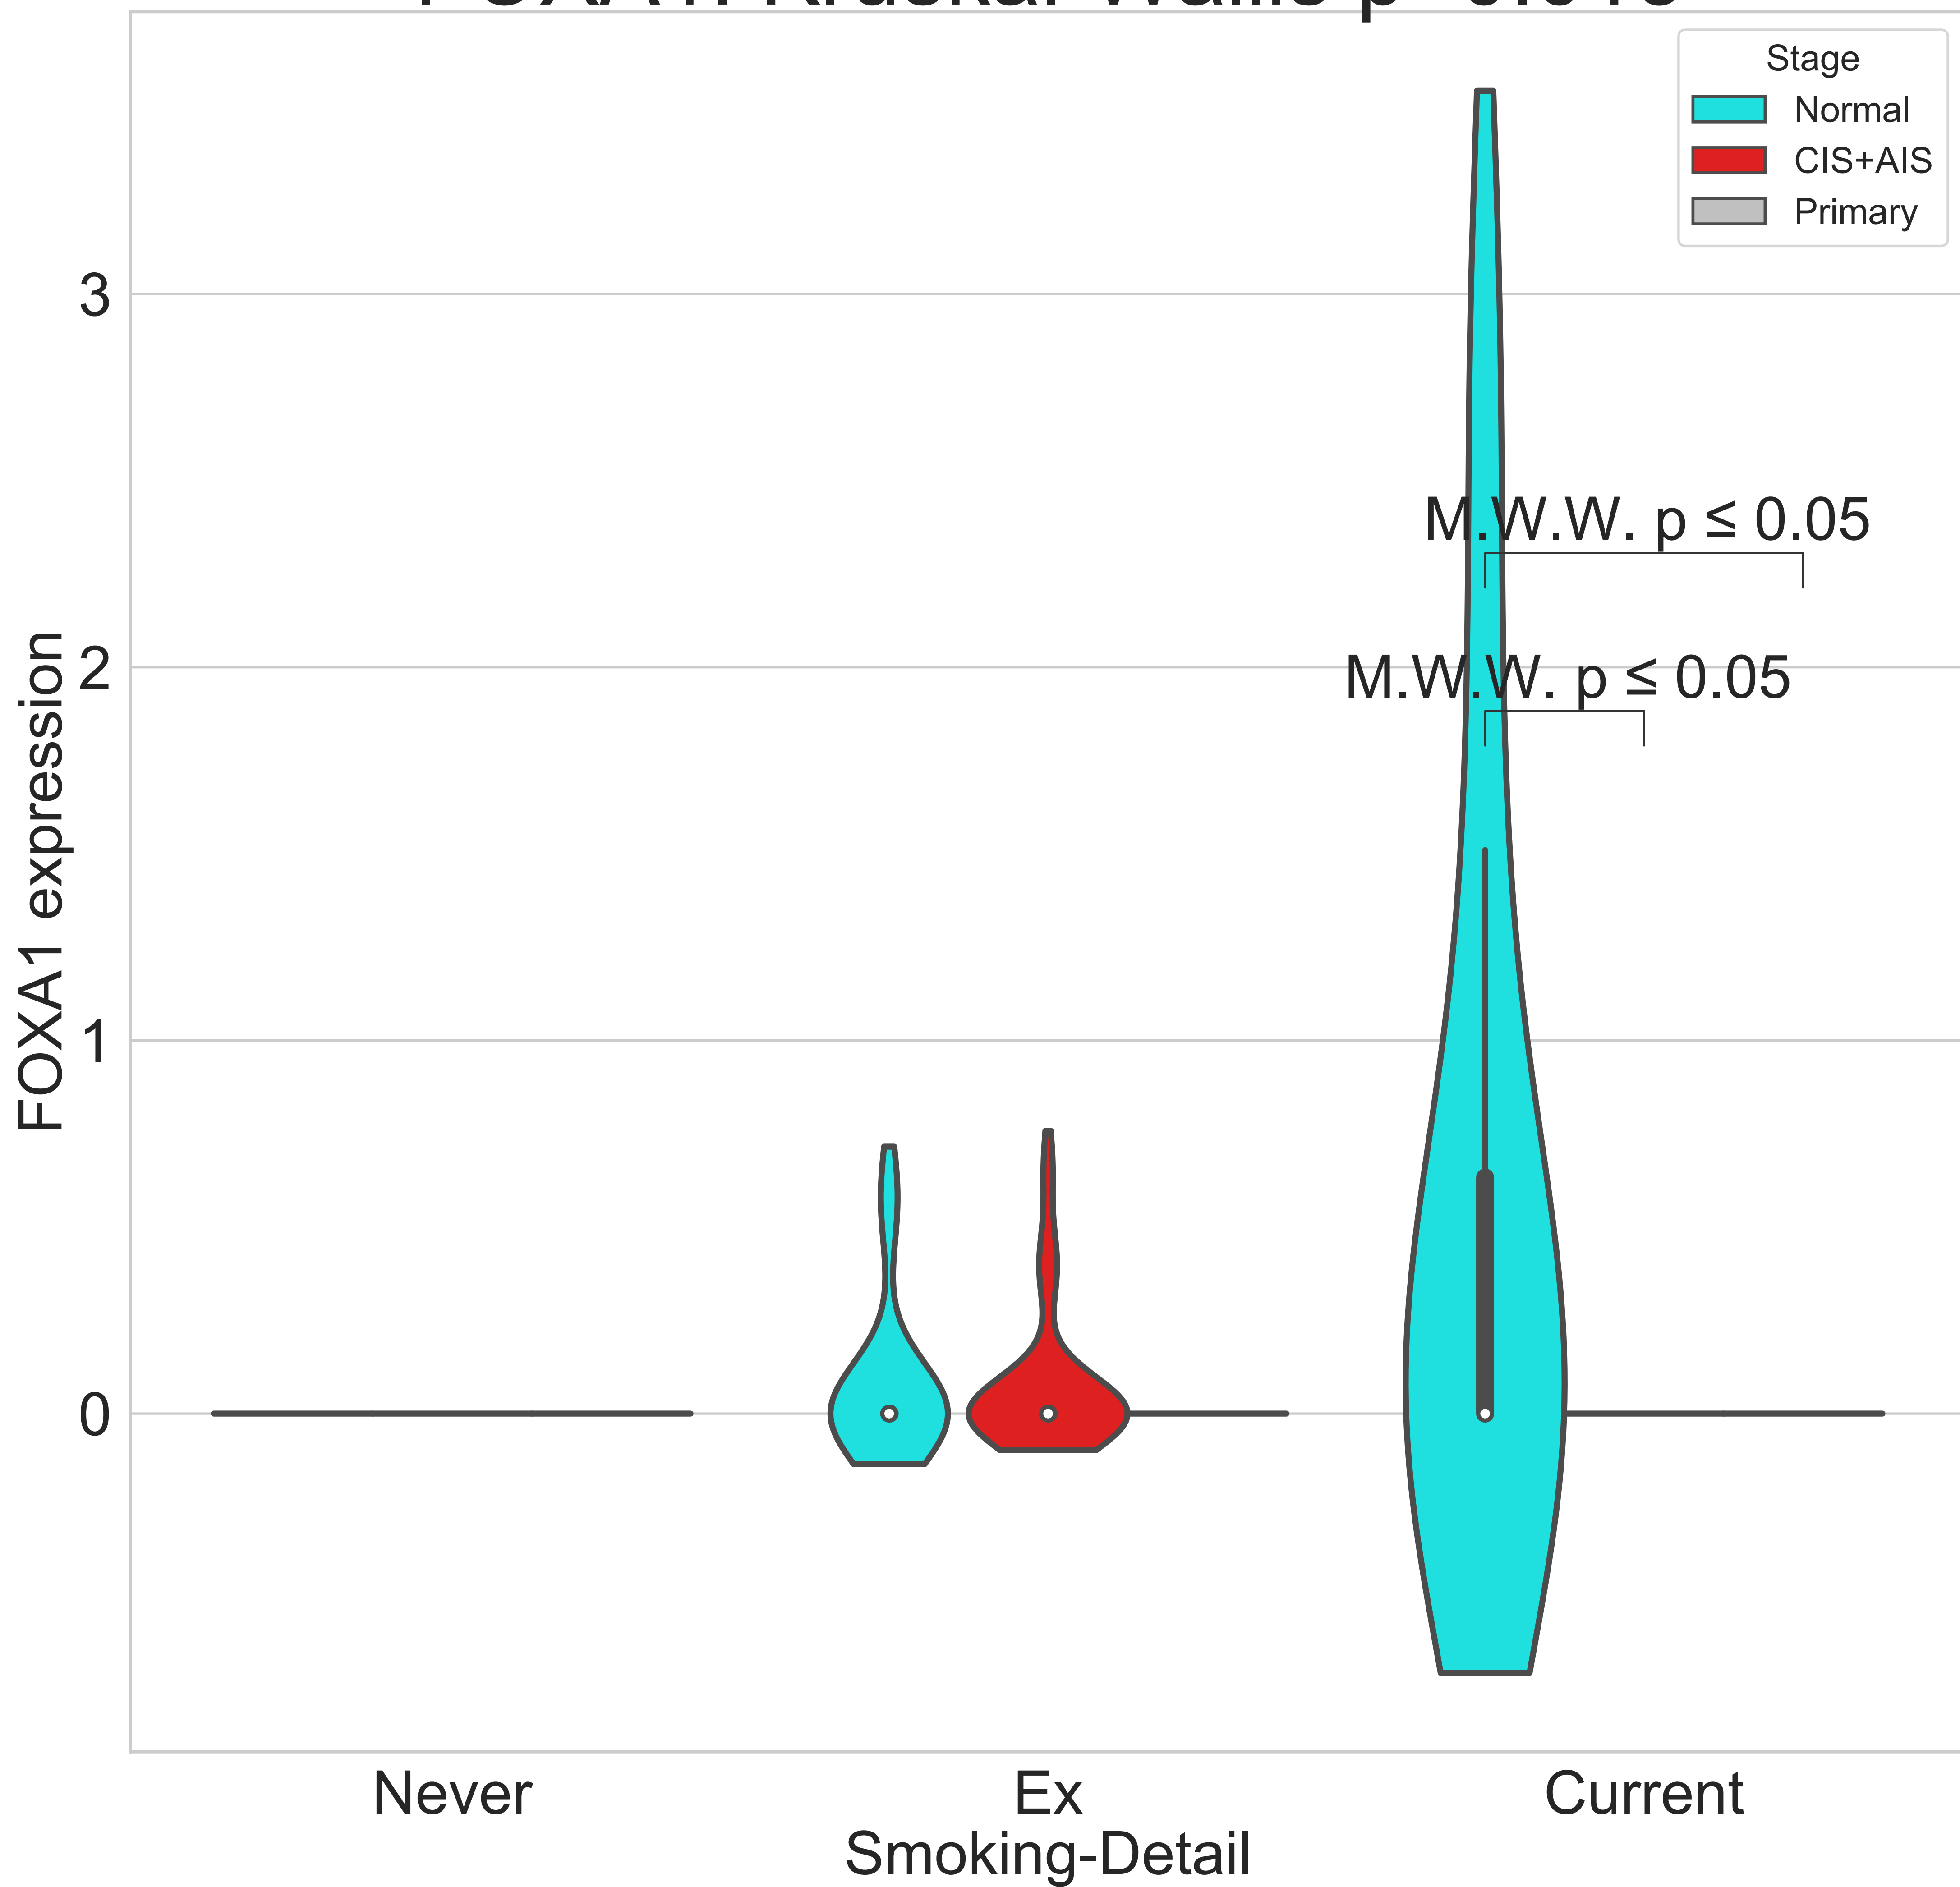 Stage
Normal
CIS+AIS
Primary
3
M.W.W. p ≤ 0.05
2
M.W.W. p ≤ 0.05
FOXA1 expression
1
0
Never
Ex
Current
Smoking-Detail